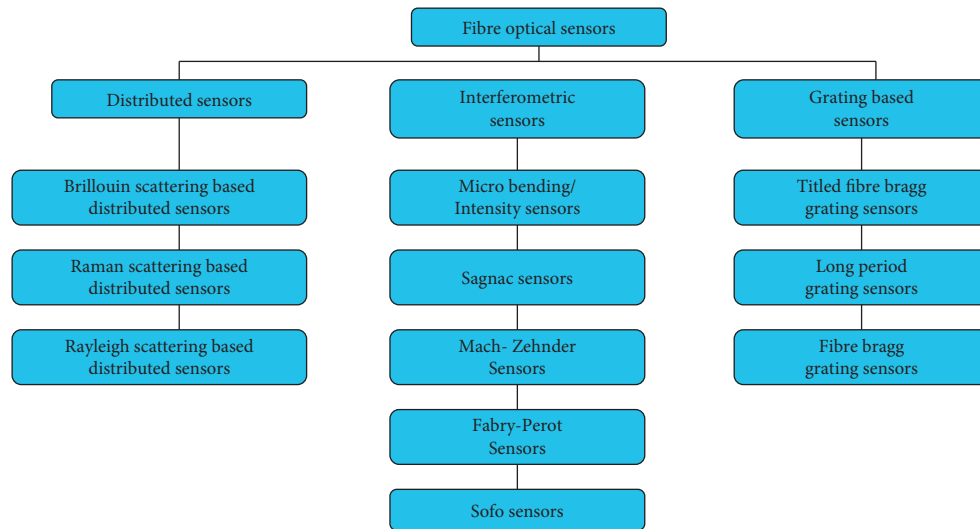 Fibre optical sensors
Distributed sensors
Interferometric
sensors
Grating based
sensors
Brillouin scattering based
distributed sensors
Micro bending/
Intensity sensors
Titled fibre bragg
grating sensors
Raman scattering based
distributed sensors
Sagnac sensors
Long period
grating sensors
Rayleigh scattering based
distributed sensors
Mach- Zehnder
Sensors
Fibre bragg
grating sensors
Fabry-Perot
Sensors
Sofo sensors